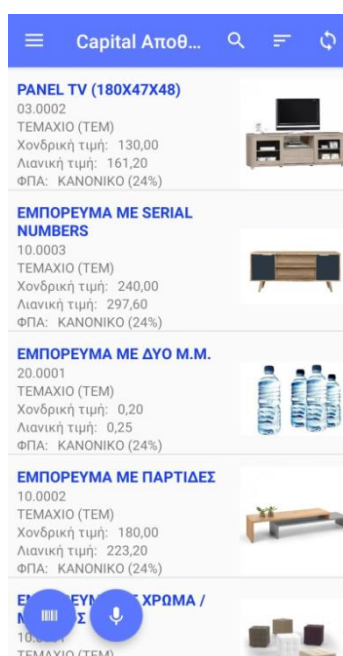 Capital Αποθ...
PANEL TV (180X47X48)
03.0002
ΤΕΜΑΧΙΟ (ΤΕΜ)
Χονδρική τιμή: 130,00
Λιανική τιμή: 161,20
ΦΠΑ: ΚΑΝΟΝΙΚΟ (24%)
ΕΜΠΟΡΕΥΜΑ ΜΕ SERIAL
NUMBERS
10.0003
ΤΕΜΑΧΙΟ (ΤΕΜ)
Χονδρική τιμή: 240,00
Λιανική τιμή: 297,60
ΦΠΑ: ΚΑΝΟΝΙΚΟ (24%)
ΕΜΠΟΡΕΥΜΑ ΜΕ ΔΥΟ Μ.Μ.
20.0001
ΤΕΜΑΧΙΟ (ΤΕΜ)
Χονδρική τιμή: 0,20
Λιανική τιμή: 0,25
ΦΠΑ: ΚΑΝΟΝΙΚΟ (24%)
ΕΜΠΟΡΕΥΜΑ ΜΕ ΠΑΡΤΙΔΕΣ
10.0002
ΤΕΜΑΧΙΟ (ΤΕΜ)
Χονδρική τιμή: 180,00
Λιανική τιμή: 223,20
ΦΠΑ: ΚΑΝΟΝΙΚΟ (24%)
ΧΡΩΜΑ /
ΤΕΜΑΧΙΟ (ΤΕΜ)